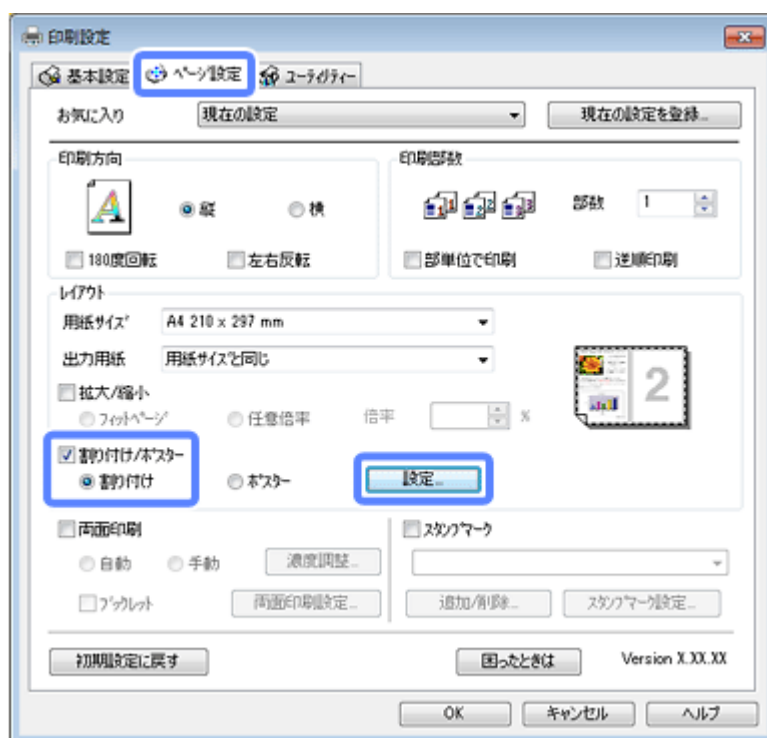 印刷設定
基本設定 ページ設定 ユーティリティー
お気に入り 現在の設定 現在の設定を登録...
印刷方向 印刷部数
縦 横 部数 1
180度回転 左右反転 部単位で印刷 逆順印刷
レイアウト
用紙サイズ A4 210 x 297 mm
出力用紙 用紙サイズと同じ
拡大/縮小
フィットページ 任意倍率 倍率 %
2
割り付け/ポスター
割り付け ポスター 設定...
両面印刷 スタンプマーク
自動 手動 濃度調整...
ブックレット 両面印刷設定... 追加/削除... スタンプマーク設定...
初期設定に戻す 困ったときは Version X.XX.XX
OK キャンセル ヘルプ